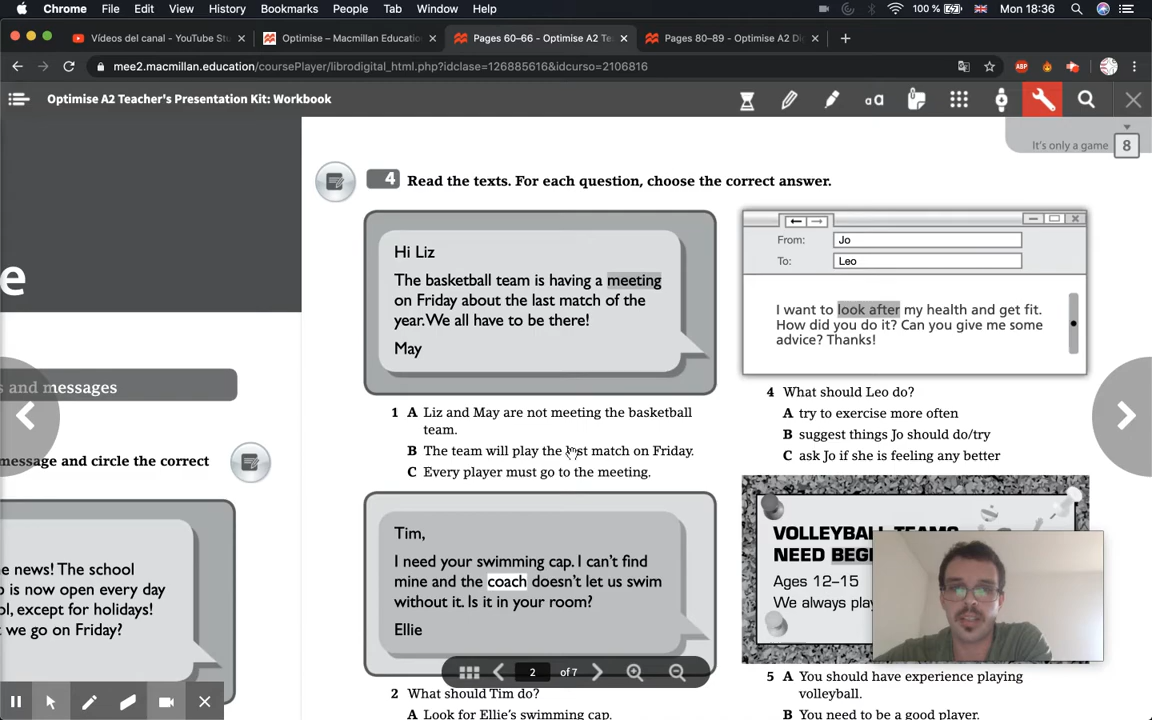 Chrome File Edit View History Bookmarks People Tab Window Help
100 % Mon 18:36
Vídeos del canal - YouTube Stu
Optimise – Macmillan Educatio
Pages 60–66 - Optimise A2 Te
Pages 80–89 - Optimise A2 Di
mee2.macmillan.education/coursePlayer/librodigital_html.php?idclase=126885616&idcurso=2106816
ABP
Optimise A2 Teacher's Presentation Kit: Workbook
It's only a game 8
e
s and messages
message and circle the correct
e news! The school
p is now open every day
ol, except for holidays!
we go on Friday?
4 Read the texts. For each question, choose the correct answer.
Hi Liz
The basketball team is having a meeting
on Friday about the last match of the
year. We all have to be there!
May
1 A Liz and May are not meeting the basketball
team.
B The team will play the last match on Friday.
C Every player must go to the meeting.
Tim,
I need your swimming cap. I can't find
mine and the coach doesn't let us swim
without it. Is it in your room?
Ellie
2 of 7
2 What should Tim do?
A Look for Ellie's swimming cap.
From: Jo
To: Leo
I want to look after my health and get fit.
How did you do it? Can you give me some
advice? Thanks!
4 What should Leo do?
A try to exercise more often
B suggest things Jo should do/try
C ask Jo if she is feeling any better
VOLLEYBALL TEAMS
NEED BEG
Ages 12–15
We always play
5 A You should have experience playing
volleyball.
B You need to be a good player.